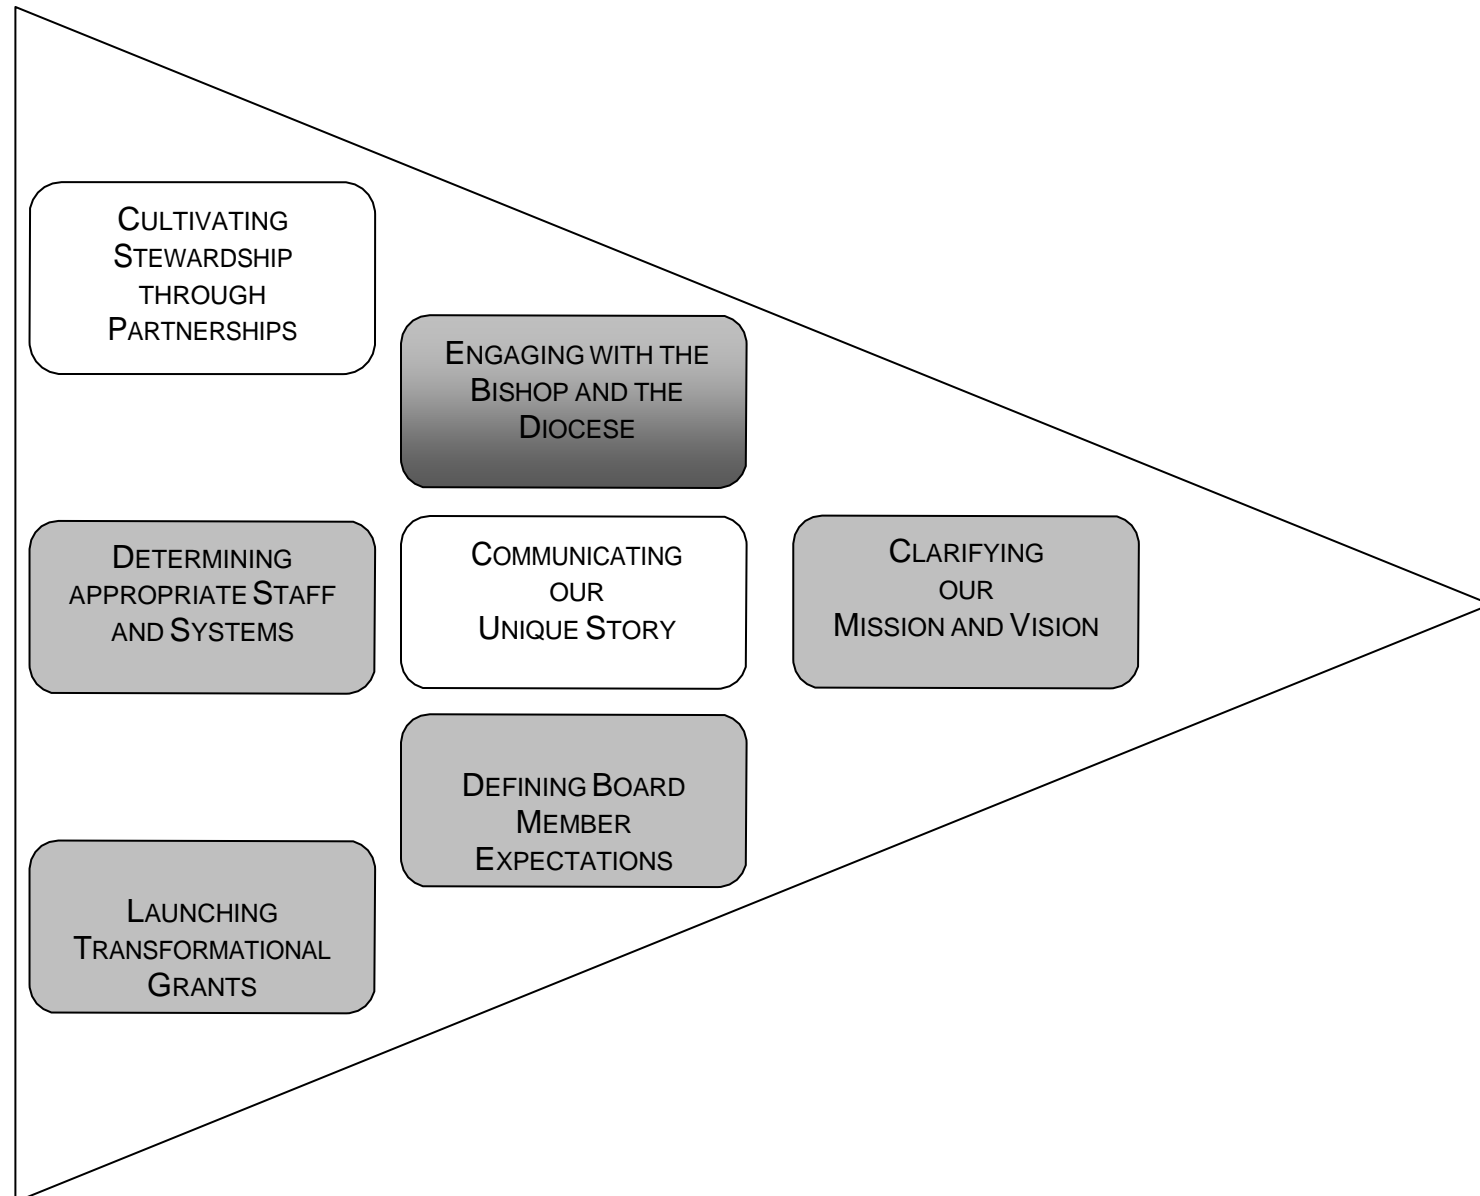 CULTIVATING
STEWARDSHIP
THROUGH
PARTNERSHIPS
ENGAGING WITH THE
BISHOP AND THE
DIOCESE
DETERMINING
APPROPRIATE STAFF
AND SYSTEMS
COMMUNICATING
OUR
UNIQUE STORY
CLARIFYING
OUR
MISSION AND VISION
DEFINING BOARD
MEMBER
EXPECTATIONS
LAUNCHING
TRANSFORMATIONAL
GRANTS